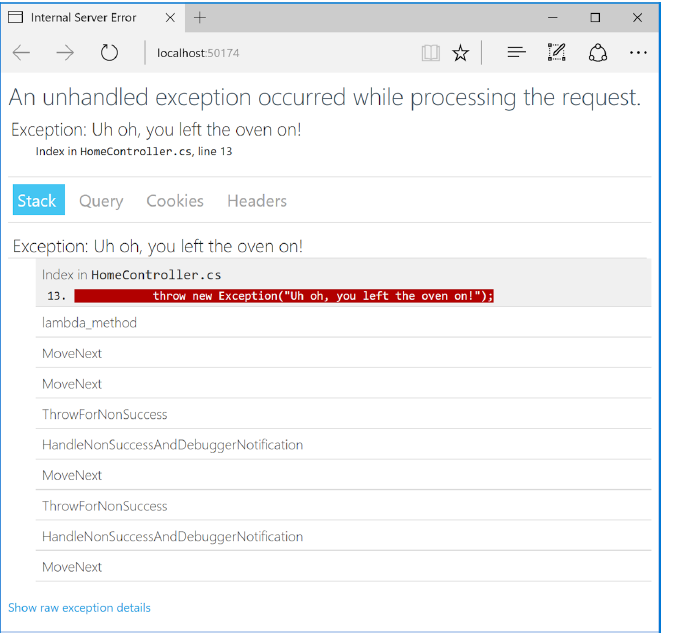 Internal Server Error
localhost:50174
An unhandled exception occurred while processing the request.
Exception: Uh oh, you left the oven on!
Index in HomeController.cs, line 13
Stack Query Cookies Headers
Exception: Uh oh, you left the oven on!
Index in HomeController.cs
13. throw new Exception("Uh oh, you left the oven on!");
lambda_method
MoveNext
MoveNext
ThrowForNonSuccess
HandleNonSuccessAndDebuggerNotification
MoveNext
ThrowForNonSuccess
HandleNonSuccessAndDebuggerNotification
MoveNext
Show raw exception details